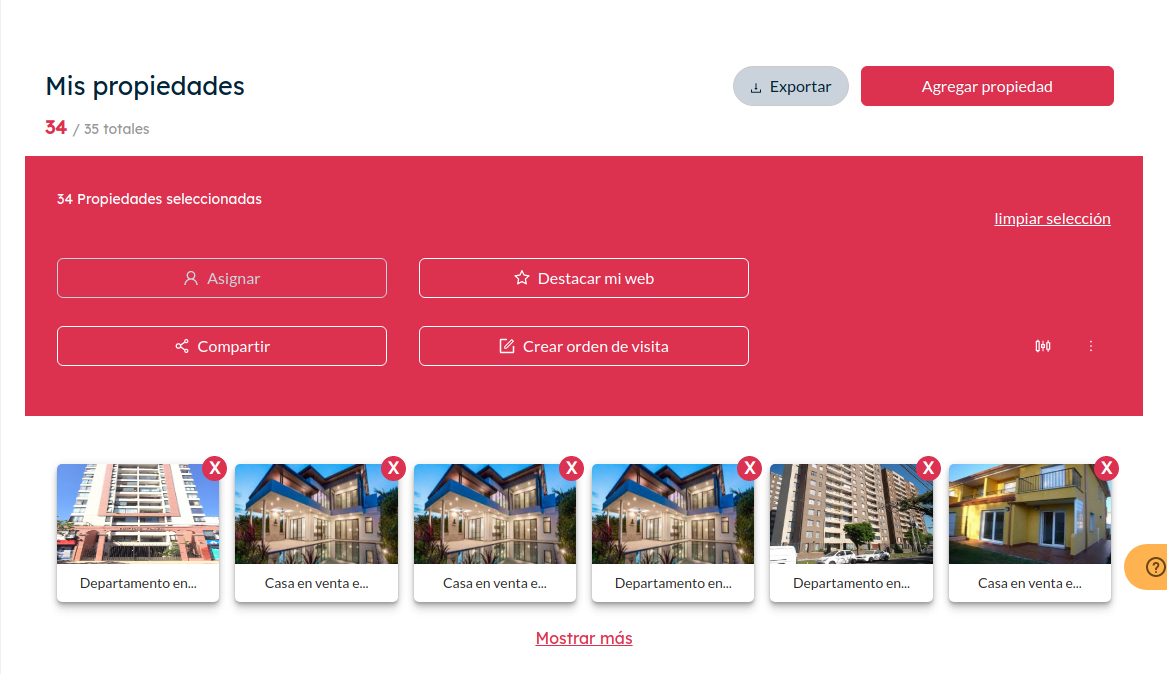 Mis propiedades
Exportar
Agregar propiedad
34 / 35 totales
34 Propiedades seleccionadas
limpiar selección
Asignar
Destacar mi web
Compartir
Crear orden de visita
X X X X X X
Departamento en... Casa en venta e... Casa en venta e... Departamento en... Departamento en... Casa en venta e...
Mostrar más
?